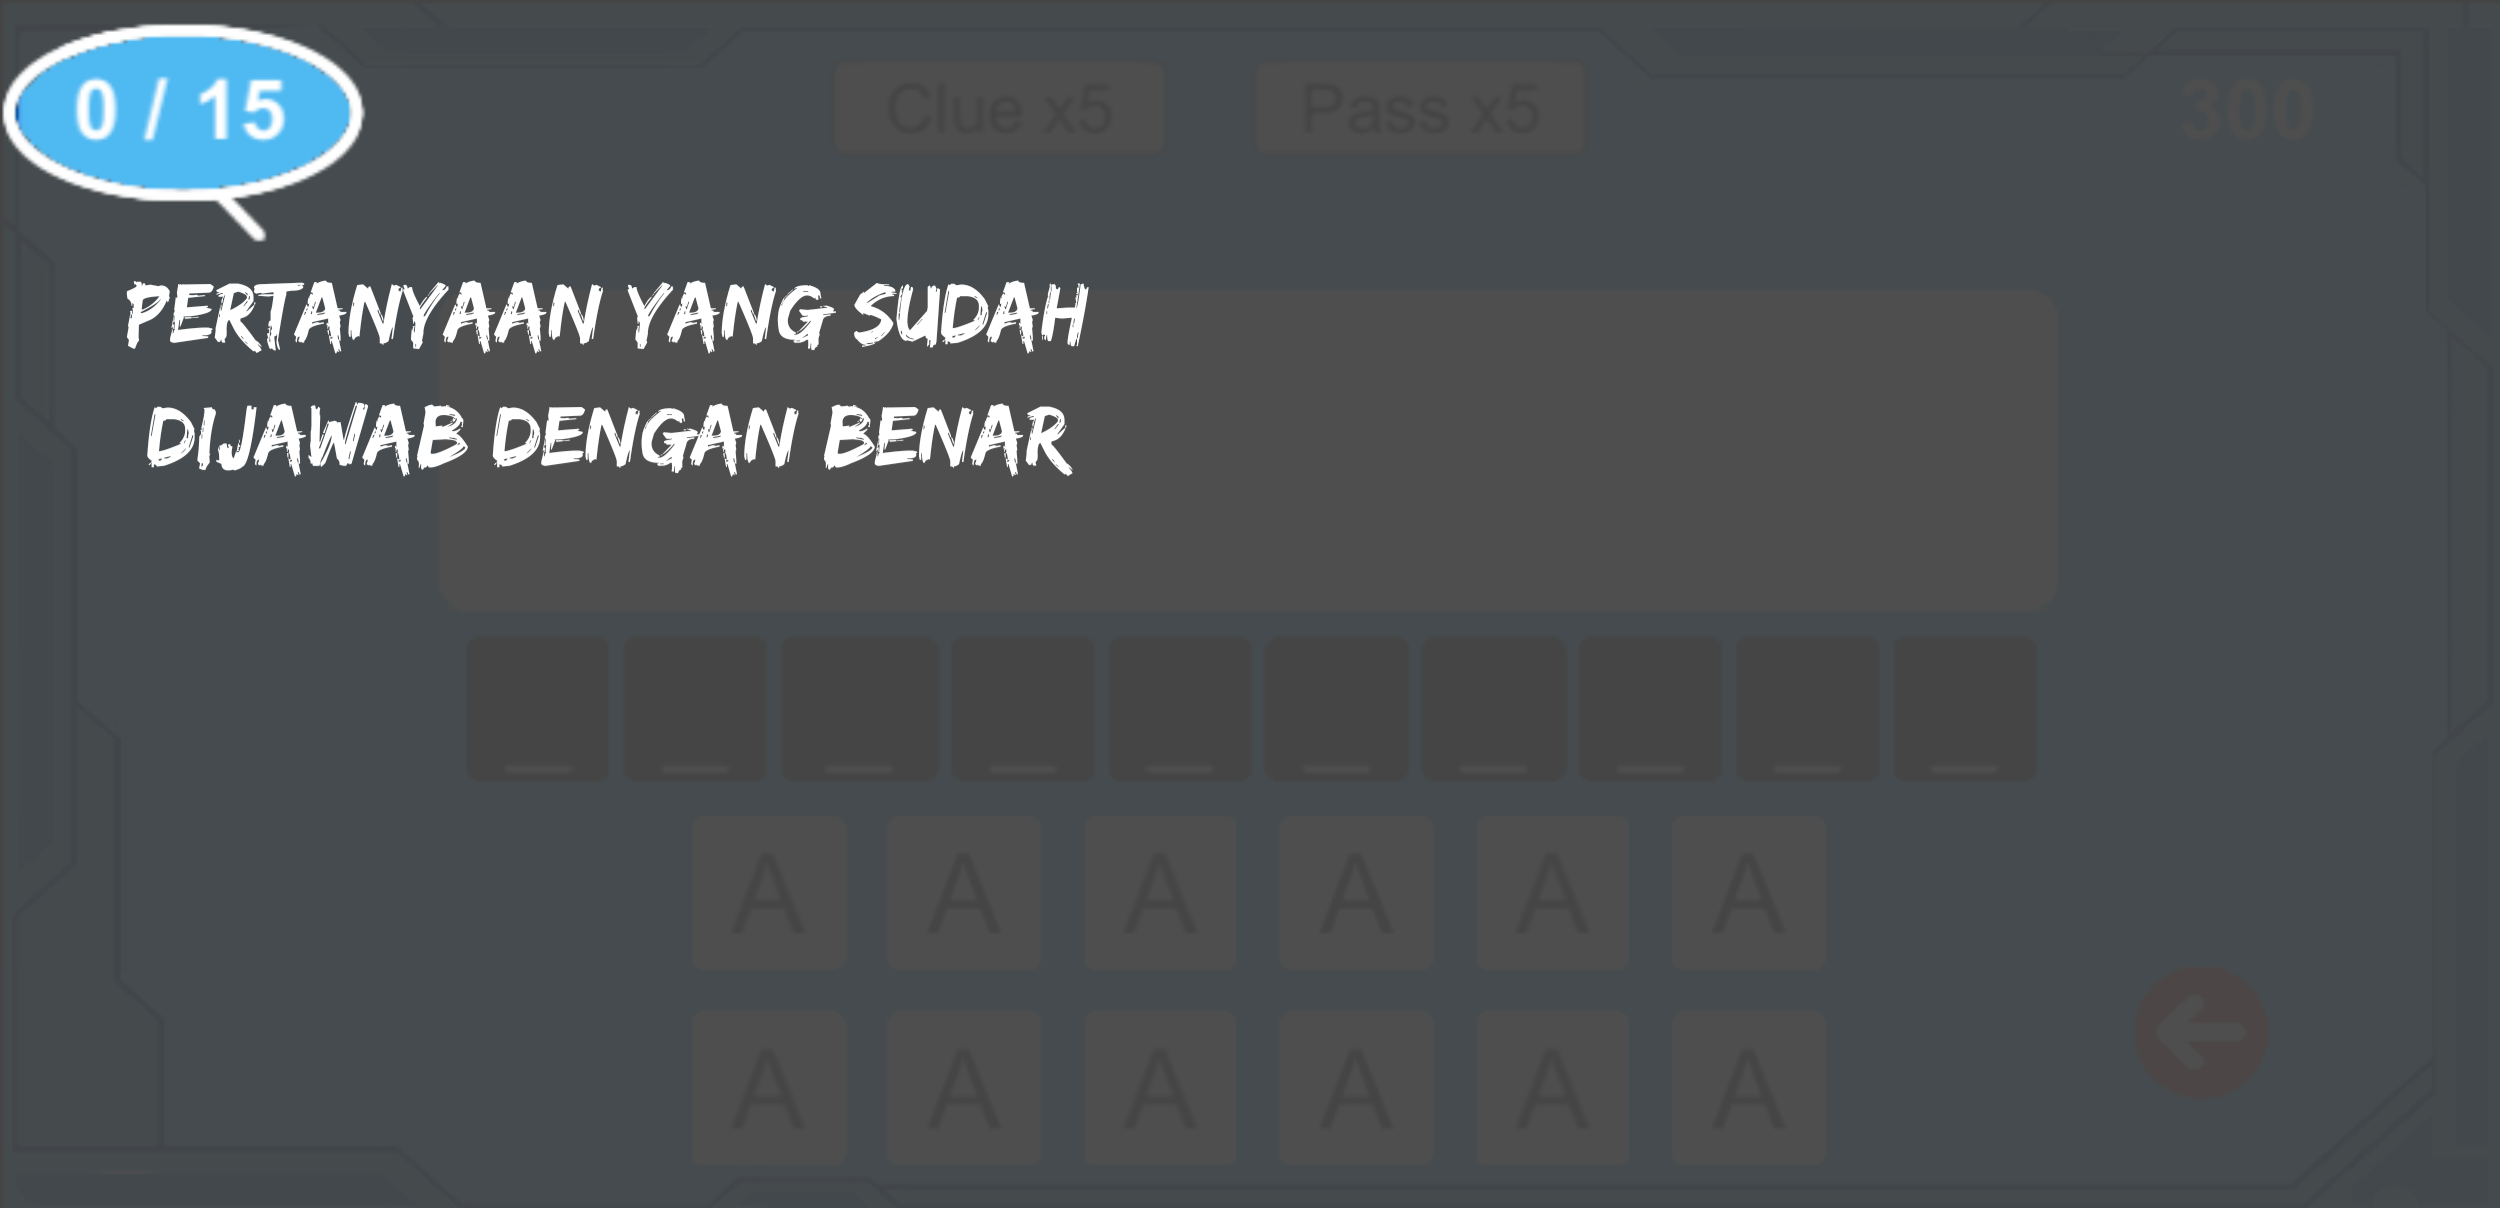 0 / 15
Clue x5
Pass x5
300
PERTANYAAN YANG SUDAH
DIJAWAB DENGAN BENAR
A A A A A A
A A A A A A